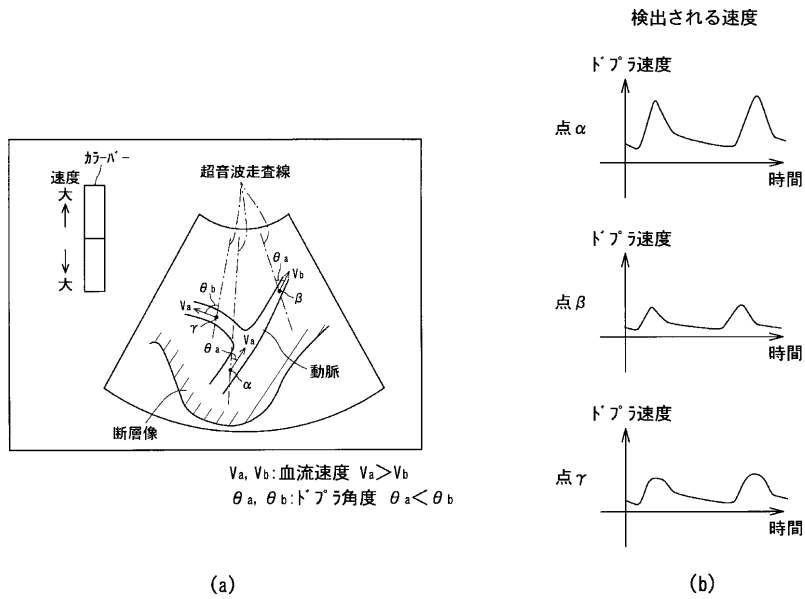 検出される速度
ドプラ速度
点α
時間
カラーバー
速度
大
大
超音波走査線
θa
Vb
β
θb
Va
γ
θa
Va
α
動脈
断層像
Va, Vb:血流速度 Va>Vb
θa, θb:ドプラ角度 θa<θb
(a)
ドプラ速度
点β
時間
ドプラ速度
点γ
時間
(b)